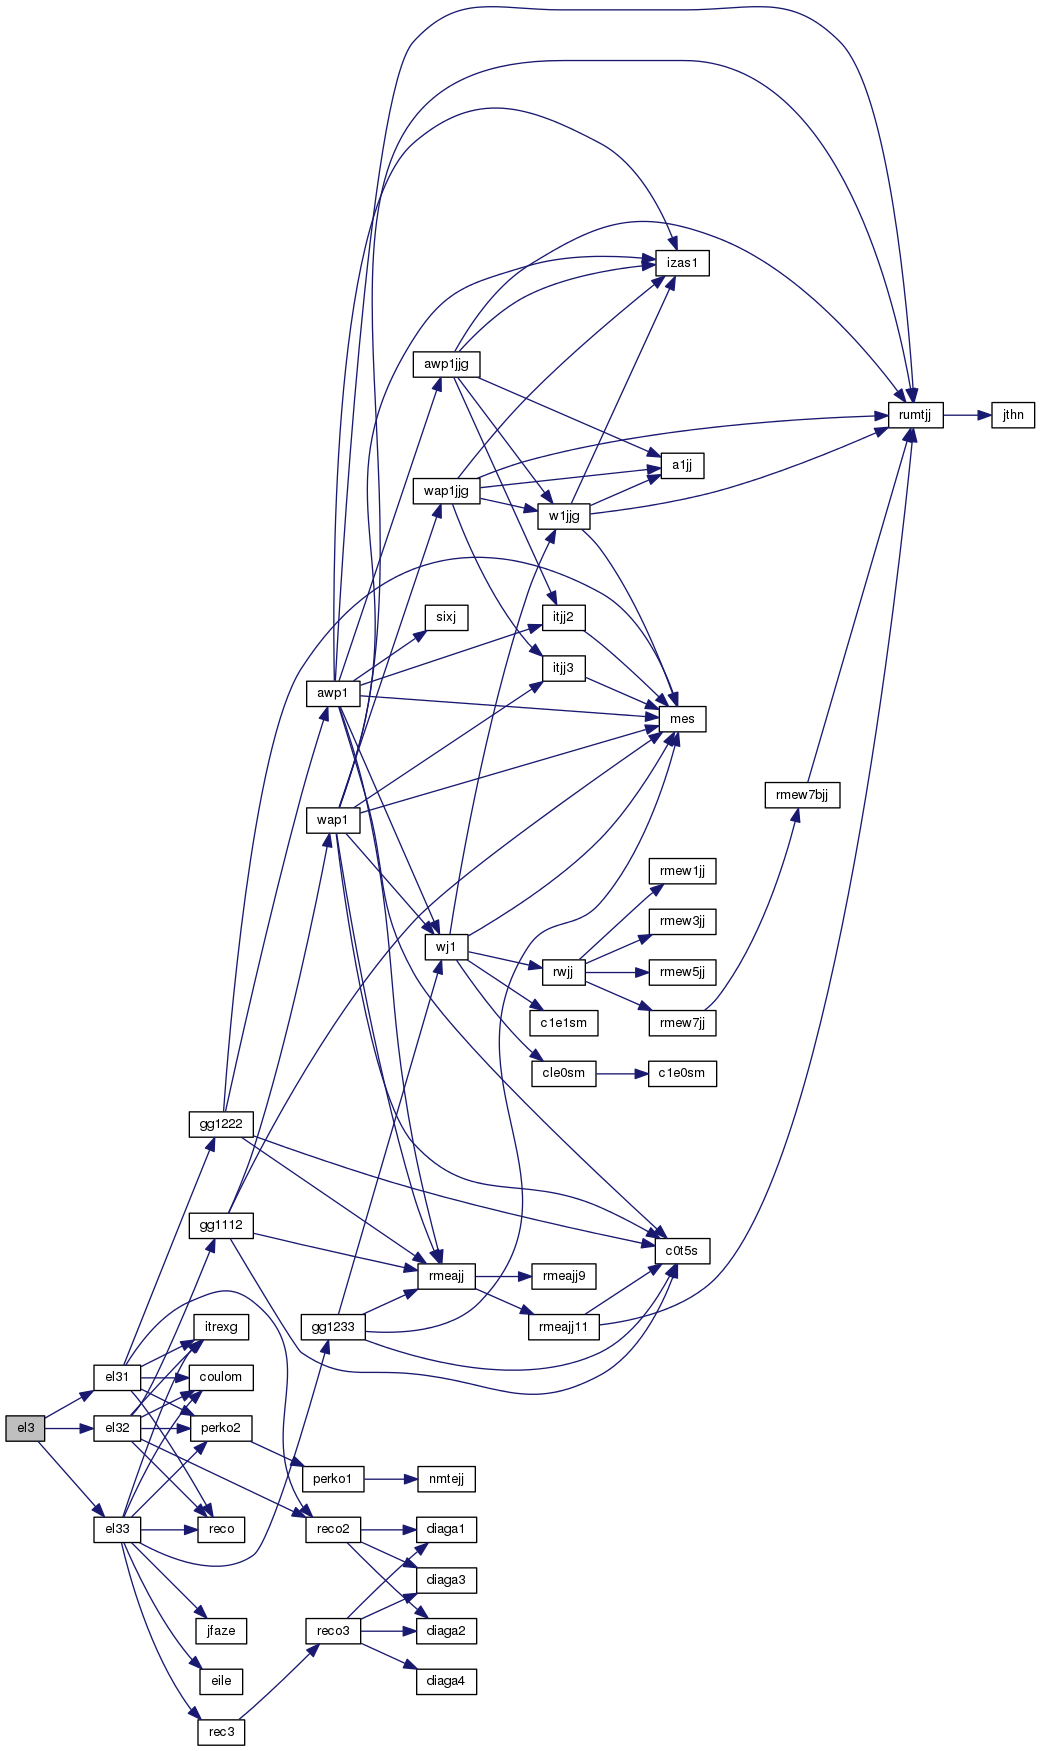 izas1
awp1jjg
rumtjj
jthn
a1jj
wap1jjg
w1jjg
sixj
itjj2
itjj3
awp1
mes
rmew7bjj
wap1
rmew1jj
rmew3jj
wj1
rwjj
rmew5jj
c1e1sm
rmew7jj
cle0sm
c1e0sm
gg1222
gg1112
c0t5s
rmeajj
rmeajj9
gg1233
rmeajj11
itrexg
el31
coulom
el3
el32
perko2
perko1
nmtejj
el33
reco
reco2
diaga1
diaga3
jfaze
reco3
diaga2
eile
diaga4
rec3